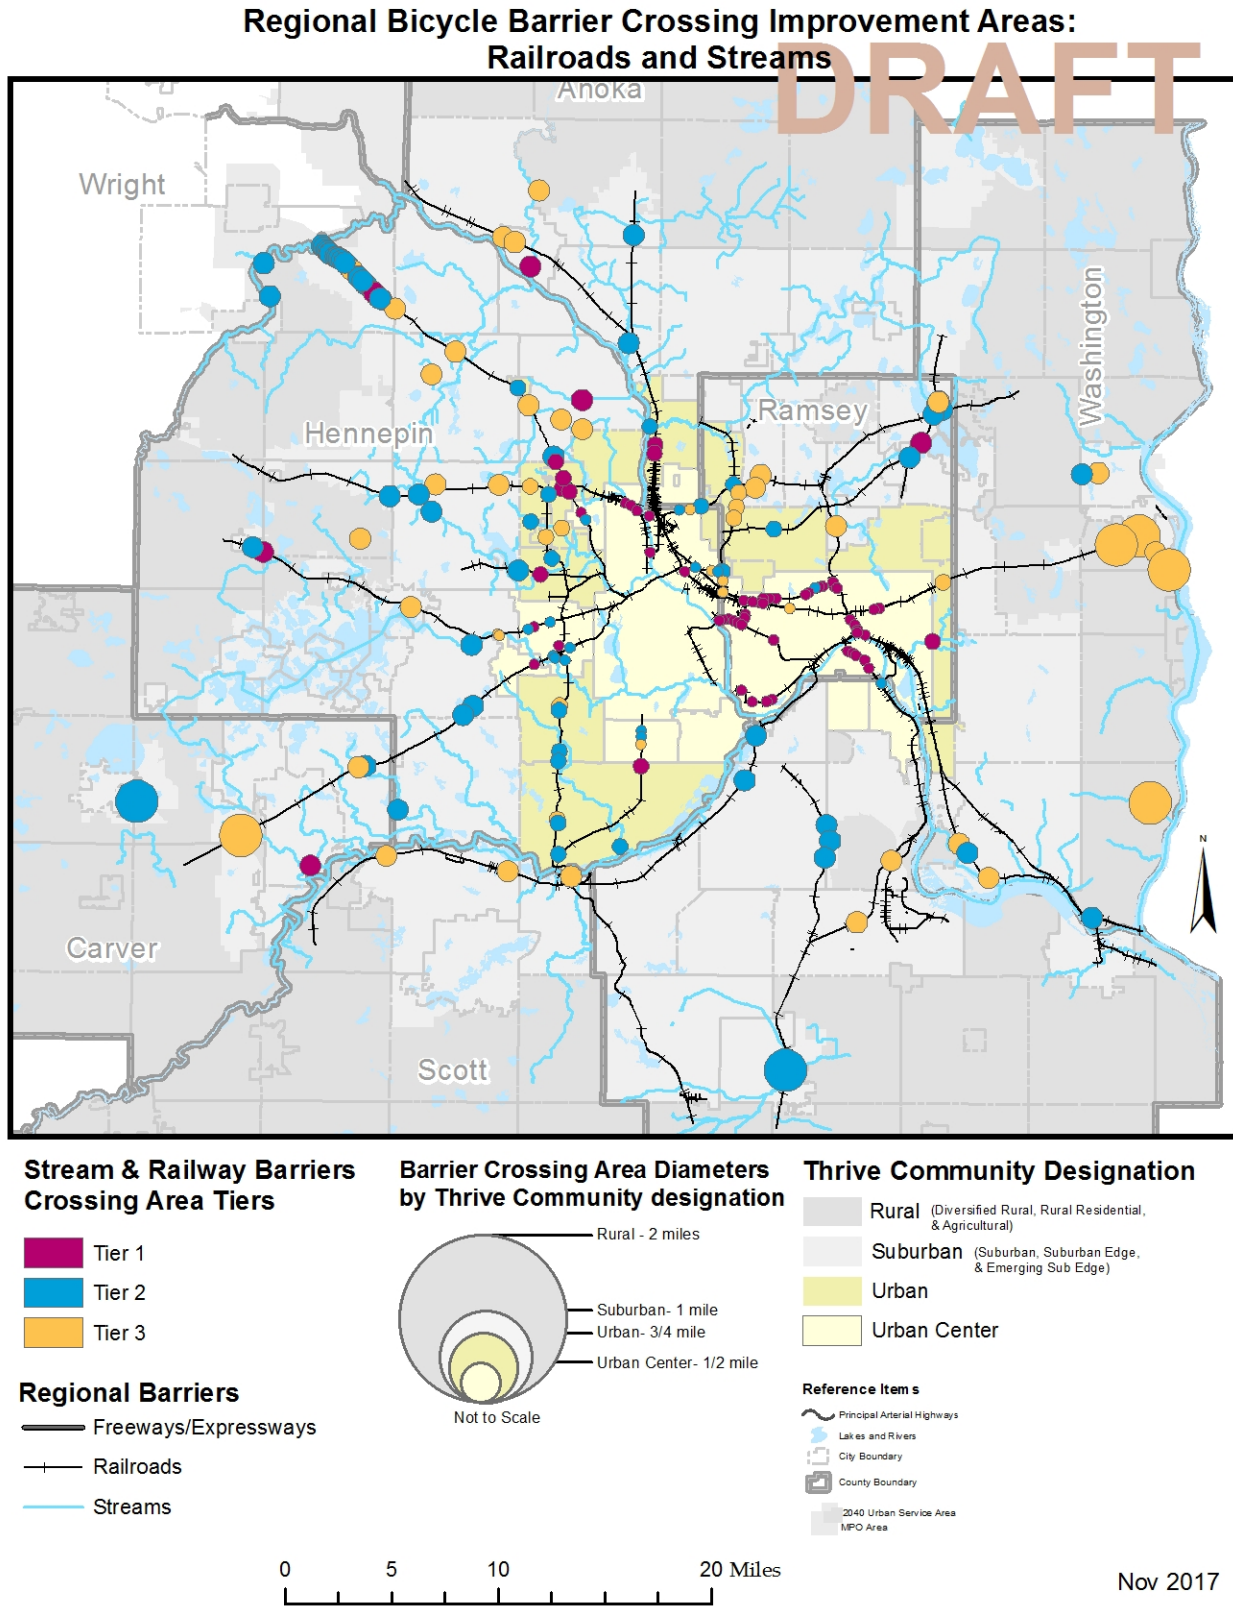 Regional Bicycle Barrier Crossing Improvement Areas:
Railroads and Streams
DRAFT
Anoka
Wright
Washington
Ramsey
Hennepin
N
Carver
Scott
Stream & Railway Barriers
Crossing Area Tiers
Tier 1
Tier 2
Tier 3
Regional Barriers
Freeways/Expressways
Railroads
Streams
Barrier Crossing Area Diameters
by Thrive Community designation
Rural - 2 miles
Suburban- 1 mile
Urban- 3/4 mile
Urban Center- 1/2 mile
Not to Scale
Thrive Community Designation
Rural (Diversified Rural, Rural Residential,
& Agricultural)
Suburban (Suburban, Suburban Edge,
& Emerging Sub Edge)
Urban
Urban Center
Reference Items
Principal Arterial Highways
Lakes and Rivers
City Boundary
County Boundary
2040 Urban Service Area
MPO Area
0 5 10 20 Miles
Nov 2017